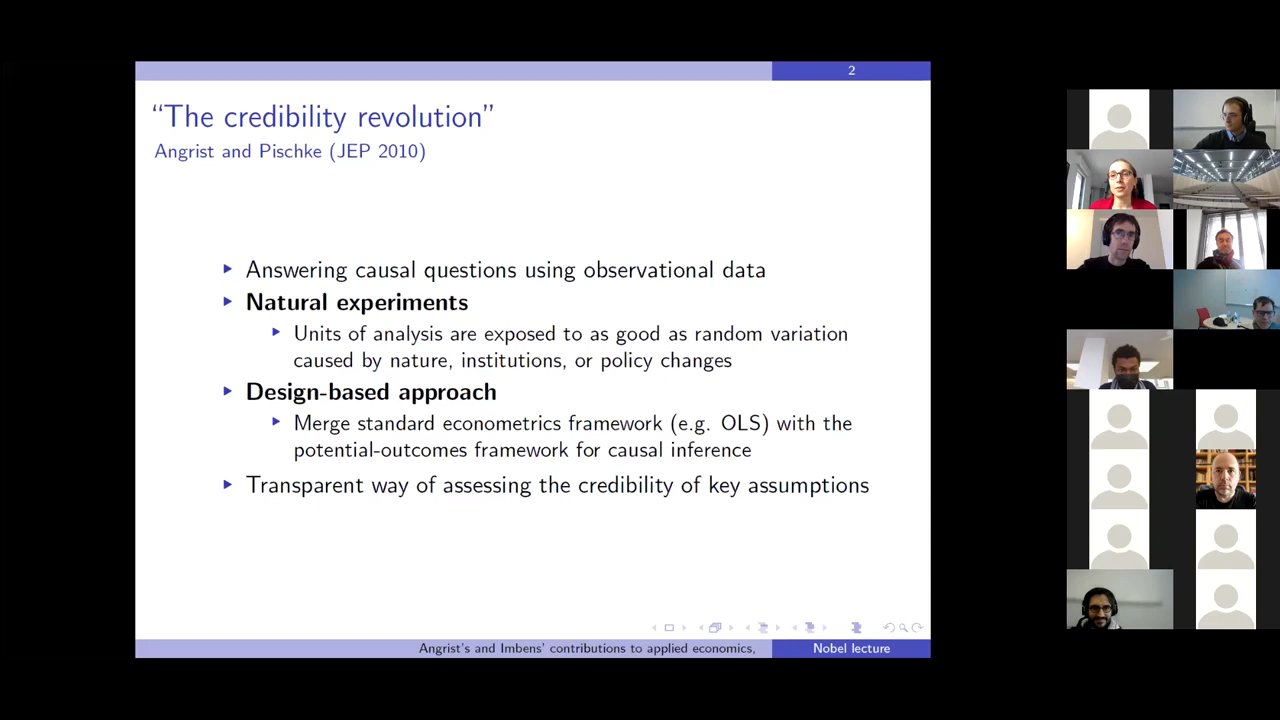 2
“The credibility revolution”
Angrist and Pischke (JEP 2010)
Answering causal questions using observational data
Natural experiments
Units of analysis are exposed to as good as random variation
caused by nature, institutions, or policy changes
Design-based approach
Merge standard econometrics framework (e.g. OLS) with the
potential-outcomes framework for causal inference
Transparent way of assessing the credibility of key assumptions
Angrist's and Imbens' contributions to applied economics,
Nobel lecture